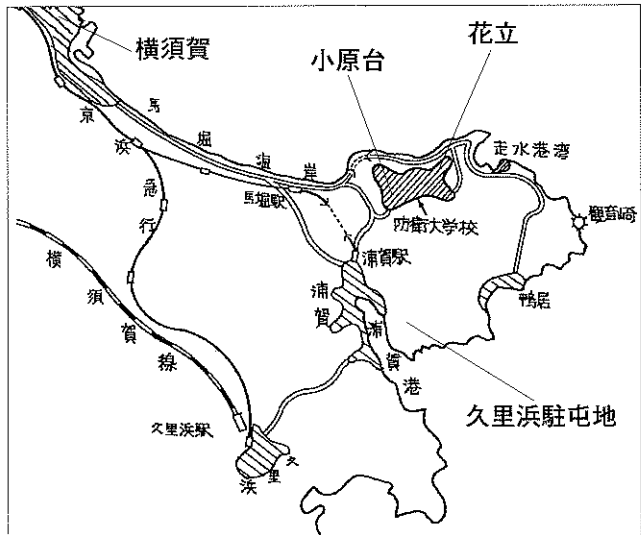 横須賀
花立
小原台
京浜急行
馬堀海岸
走水港湾
馬堀駅
防衛大学校
観音崎
浦賀駅
浦賀
浦賀港
鴨居
横須賀線
久里浜駐屯地
久里浜駅
久里浜